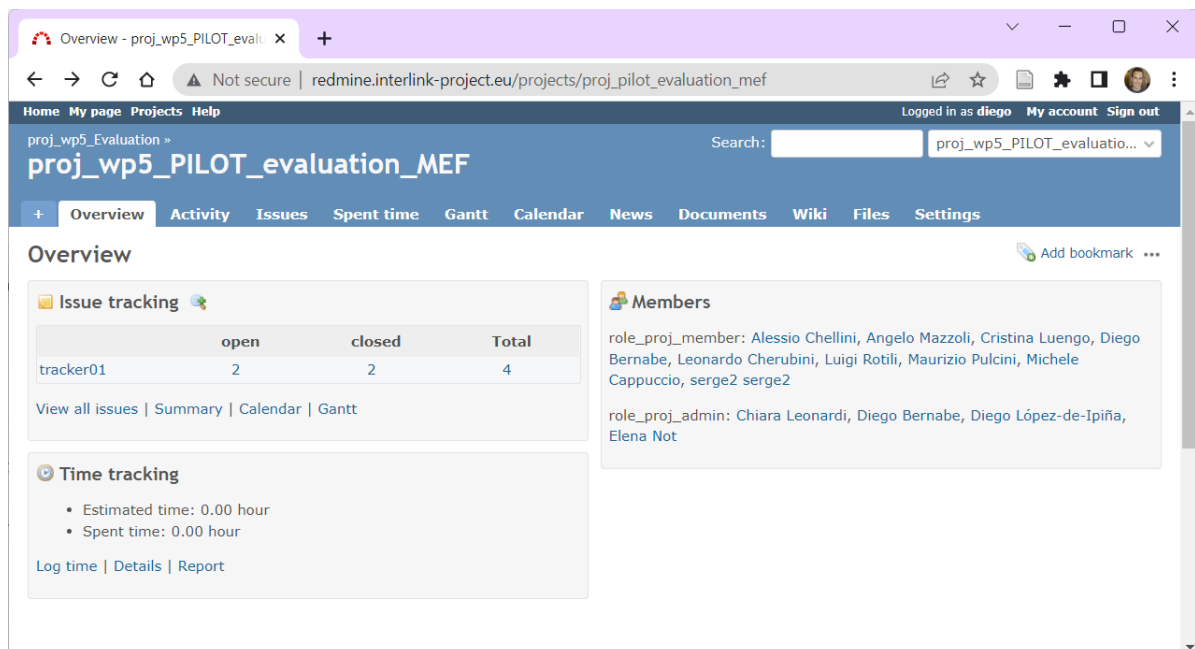 Overview - proj_wp5_PILOT_evalu
Not secure | redmine.interlink-project.eu/projects/proj_pilot_evaluation_mef
Home My page Projects Help Logged in as diego My account Sign out
proj_wp5_Evaluation »
Search: proj_wp5_PILOT_evaluatio...
proj_wp5_PILOT_evaluation_MEF
+ Overview Activity Issues Spent time Gantt Calendar News Documents Wiki Files Settings
Overview
Add bookmark
Issue tracking
open closed Total
tracker01 2 2 4
View all issues | Summary | Calendar | Gantt
Time tracking
• Estimated time: 0.00 hour
• Spent time: 0.00 hour
Log time | Details | Report
Members
role_proj_member: Alessio Chellini, Angelo Mazzoli, Cristina Luengo, Diego
Bernabe, Leonardo Cherubini, Luigi Rotili, Maurizio Pulcini, Michele
Cappuccio, serge2 serge2
role_proj_admin: Chiara Leonardi, Diego Bernabe, Diego López-de-Ipiña,
Elena Not